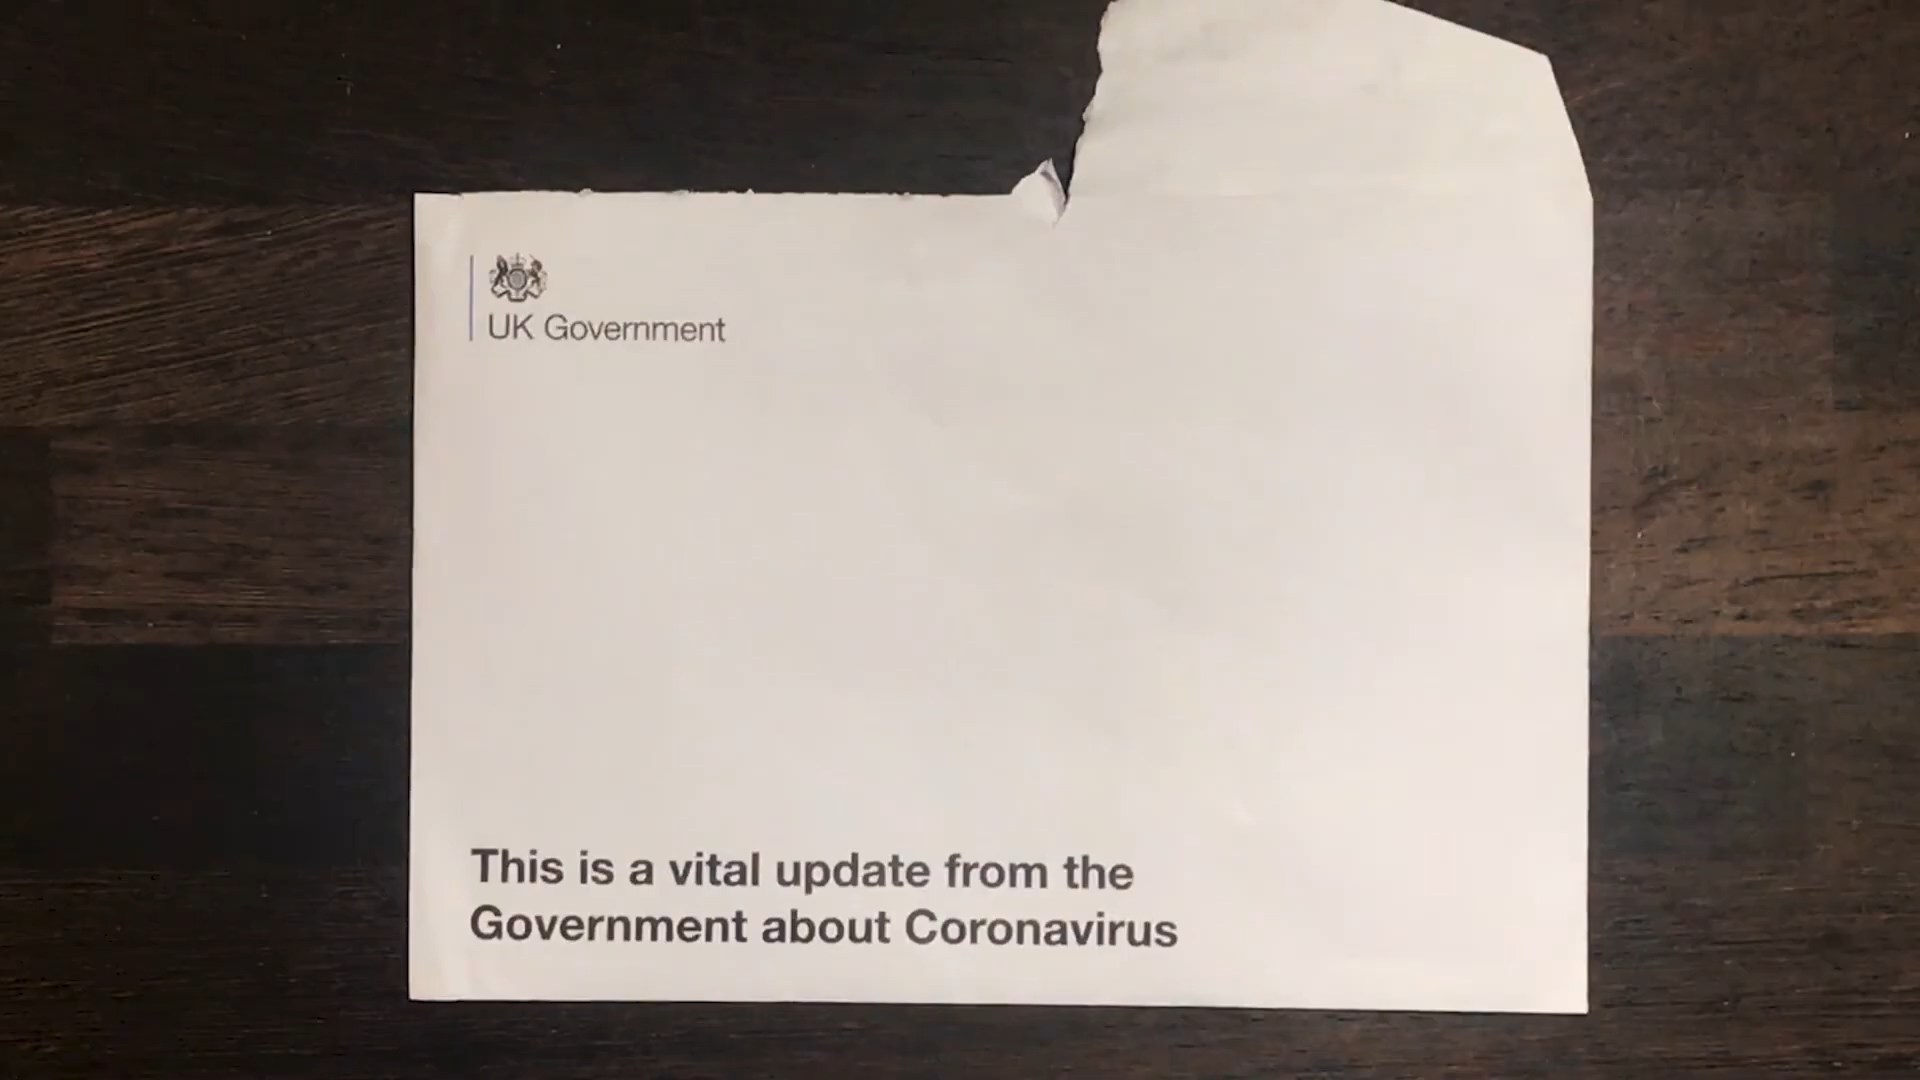 UK Government
This is a vital update from the
Government about Coronavirus